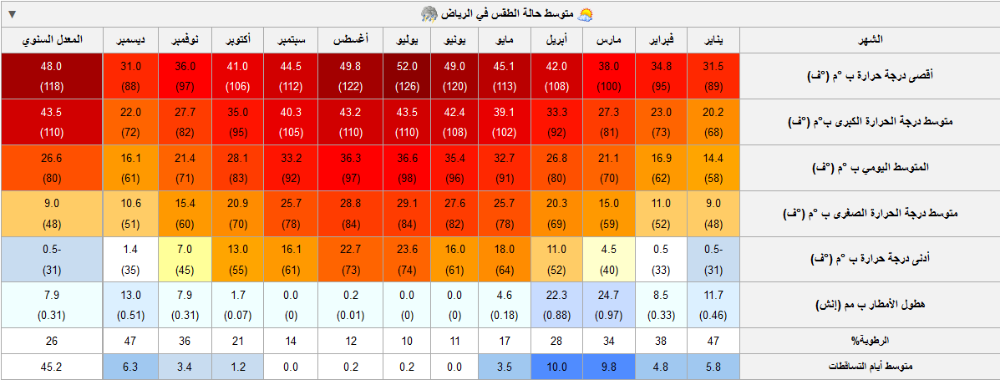 متوسط حالة الطقس في الرياض ▼
الشهر يناير فبراير مارس أبريل مايو يونيو يوليو أغسطس سبتمبر أكتوبر نوفمبر ديسمبر المعدل السنوي
أقصى درجة حرارة ب °م (°ف) 31.5 (89) 34.8 (95) 38.0 (100) 42.0 (108) 45.1 (113) 49.0 (120) 52.0 (126) 49.8 (122) 44.5 (112) 41.0 (106) 36.0 (97) 31.0 (88) 48.0 (118)
متوسط درجة الحرارة الكبرى ب°م (°ف) 20.2 (68) 23.0 (73) 27.3 (81) 33.3 (92) 39.1 (102) 42.4 (108) 43.5 (110) 43.2 (110) 40.3 (105) 35.0 (95) 27.7 (82) 22.0 (72) 43.5 (110)
المتوسط اليومي ب °م (°ف) 14.4 (58) 16.9 (62) 21.1 (70) 26.8 (80) 32.7 (91) 35.4 (96) 36.6 (98) 36.3 (97) 33.2 (92) 28.1 (83) 21.4 (71) 16.1 (61) 26.6 (80)
متوسط درجة الحرارة الصغرى ب °م (°ف) 9.0 (48) 11.0 (52) 15.0 (59) 20.3 (69) 25.7 (78) 27.6 (82) 29.1 (84) 28.8 (84) 25.7 (78) 20.9 (70) 15.4 (60) 10.6 (51) 9.0 (48)
أدنى درجة حرارة ب °م (°ف) 0.5- (31) 0.5 (33) 4.5 (40) 11.0 (52) 18.0 (64) 16.0 (61) 23.6 (74) 22.7 (73) 16.1 (61) 13.0 (55) 7.0 (45) 1.4 (35) 0.5- (31)
هطول الأمطار ب مم (إنش) 11.7 (0.46) 8.5 (0.33) 24.7 (0.97) 22.3 (0.88) 4.6 (0.18) 0.0 (0) 0.0 (0) 0.2 (0.01) 0.0 (0) 1.7 (0.07) 7.9 (0.31) 13.0 (0.51) 7.9 (0.31)
الرطوبة% 47 38 34 28 17 11 10 12 14 21 36 47 26
متوسط أيام التساقطات 5.8 4.8 9.8 10.0 3.5 0.0 0.2 0.2 0.0 1.2 3.4 6.3 45.2